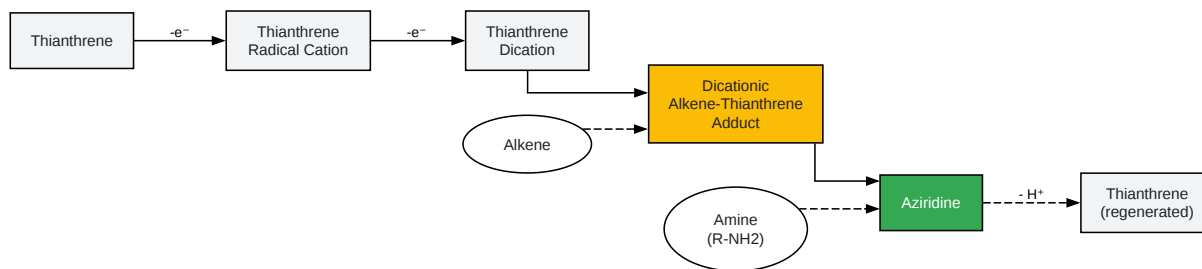 Thianthrene
-e⁻
Thianthrene
Radical Cation
-e⁻
Thianthrene
Dication
Dicationic
Alkene-Thianthrene
Adduct
Alkene
Amine
(R-NH2)
Aziridine
- H⁺
Thianthrene
(regenerated)